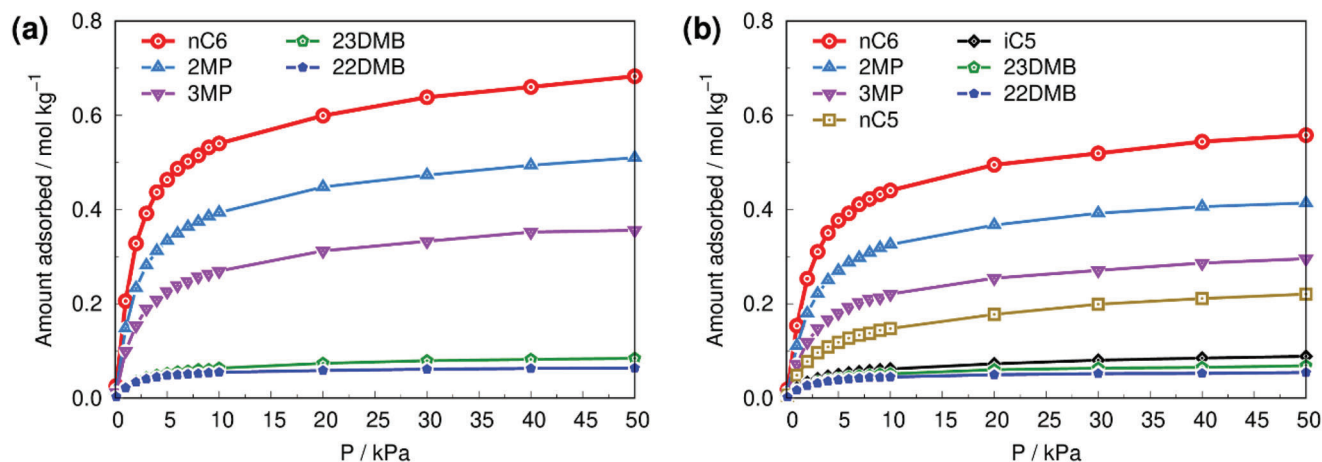 (a)
nC6
2MP
3MP
23DMB
22DMB
Amount adsorbed / mol kg⁻¹
0.8
0.6
0.4
0.2
0.0
0 5 10 15 20 25 30 35 40 45 50
P / kPa
(b)
nC6
2MP
3MP
nC5
iC5
23DMB
22DMB
Amount adsorbed / mol kg⁻¹
0.8
0.6
0.4
0.2
0.0
0 5 10 15 20 25 30 35 40 45 50
P / kPa